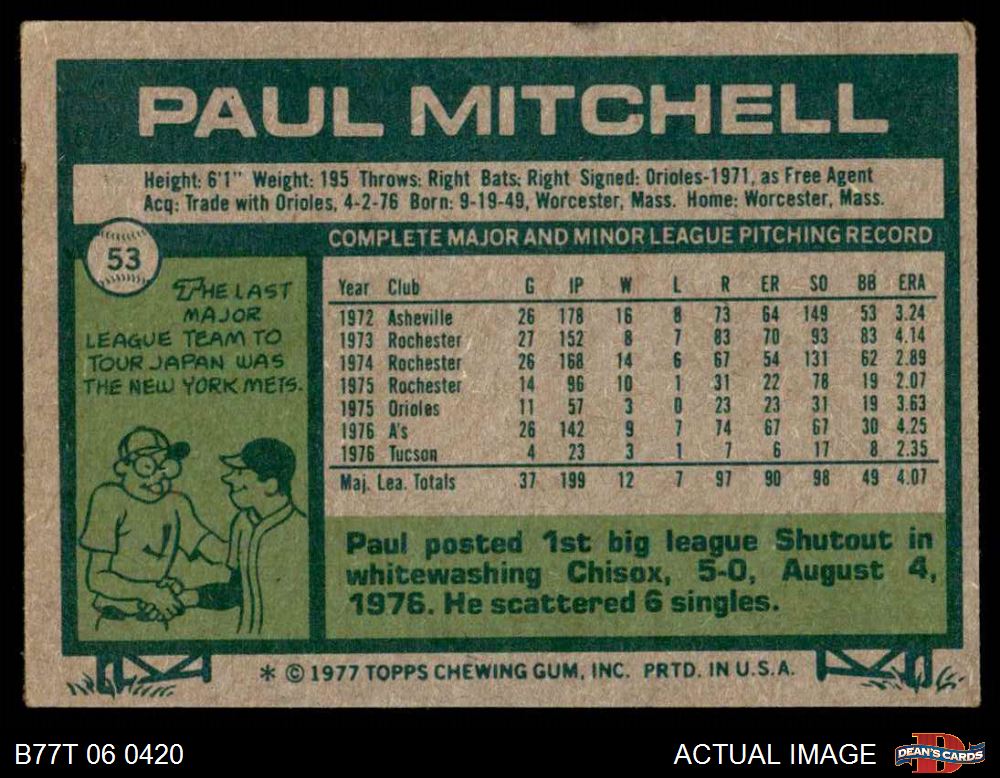 PAUL MITCHELL
Height: 6'1" Weight: 195 Throws: Right Bats: Right Signed: Orioles-1971, as Free Agent
Acq: Trade with Orioles, 4-2-76 Born: 9-19-49, Worcester, Mass. Home: Worcester, Mass.
53
COMPLETE MAJOR AND MINOR LEAGUE PITCHING RECORD
THE LAST
MAJOR
LEAGUE TEAM TO
TOUR JAPAN WAS
THE NEW YORK METS.
J
Year Club G IP W L R ER SO BB ERA
1972 Asheville 26 178 16 8 73 64 149 53 3.24
1973 Rochester 27 152 8 7 83 70 93 83 4.14
1974 Rochester 26 168 14 6 67 54 131 62 2.89
1975 Rochester 14 96 10 1 31 22 78 19 2.07
1975 Orioles 11 57 3 0 23 23 31 19 3.63
1976 A's 26 142 9 7 74 67 67 30 4.25
1976 Tucson 4 23 3 1 7 6 17 8 2.35
Maj. Lea. Totals 37 199 12 7 97 90 98 49 4.07
Paul posted 1st big league Shutout in
whitewashing Chisox, 5-0, August 4,
1976. He scattered 6 singles.
* © 1977 TOPPS CHEWING GUM, INC. PRTD. IN U.S.A.
B77T 06 0420
ACTUAL IMAGE
DEAN'S CARDS